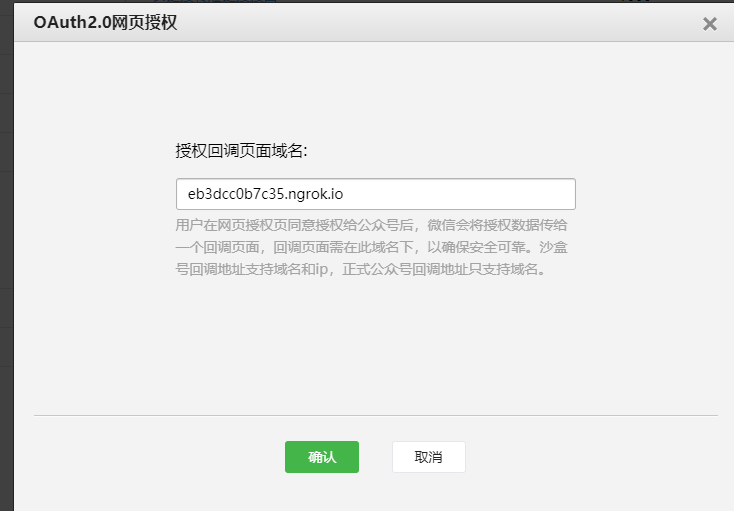 OAuth2.0网页授权
授权回调页面域名:
eb3dcc0b7c35.ngrok.io
用户在网页授权页同意授权给公众号后，微信会将授权数据传给
一个回调页面，回调页面需在此域名下，以确保安全可靠。沙盒
号回调地址支持域名和ip，正式公众号回调地址只支持域名。
确认
取消